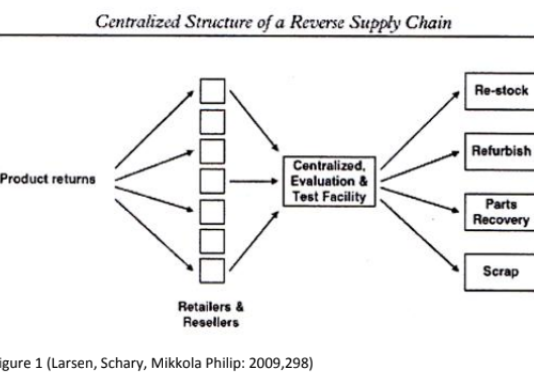 Centralized Structure of a Reverse Supply Chain
Product returns
Retailers &
Resellers
Centralized,
Evaluation &
Test Facility
Re-stock
Refurbish
Parts
Recovery
Scrap
igure 1 (Larsen, Schary, Mikkola Philip: 2009,298)